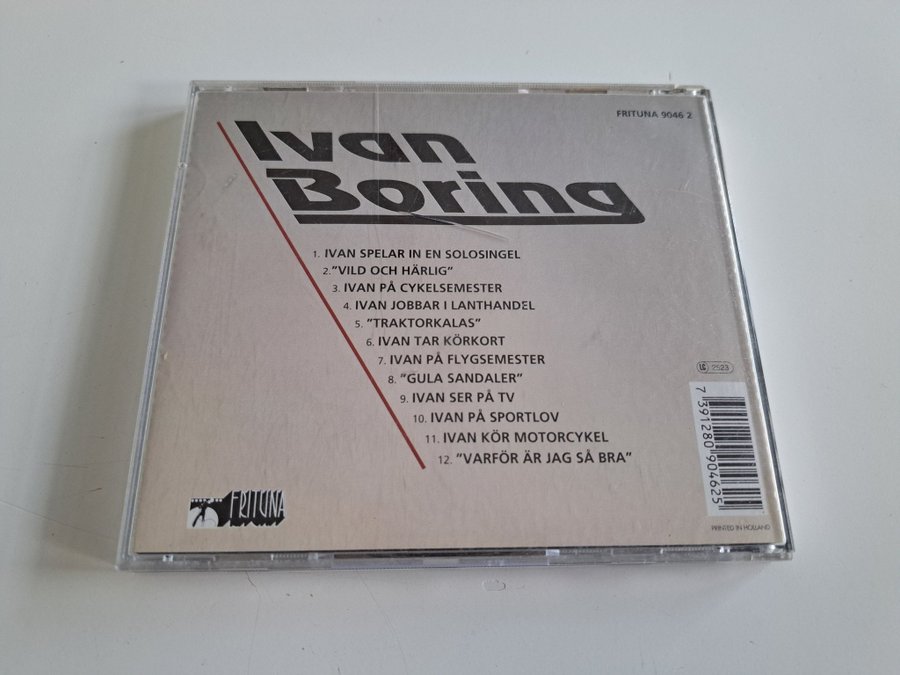 FRITUNA 9046 2
Ivan
Boring
1. IVAN SPELAR IN EN SOLOSINGEL
2. "VILD OCH HÄRLIG"
3. IVAN PÅ CYKELSEMESTER
4. IVAN JOBBAR I LANTHANDEL
5. "TRAKTORKALAS"
6. IVAN TAR KÖRKORT
7. IVAN PÅ FLYGSEMESTER
8. "GULA SANDALER"
9. IVAN SER PÅ TV
10. IVAN PÅ SPORTLOV
11. IVAN KÖR MOTORCYKEL
12. "VARFÖR ÄR JAG SÅ BRA"
LC 2523
7 391280 904625
FRITUNA
PRINTED IN HOLLAND